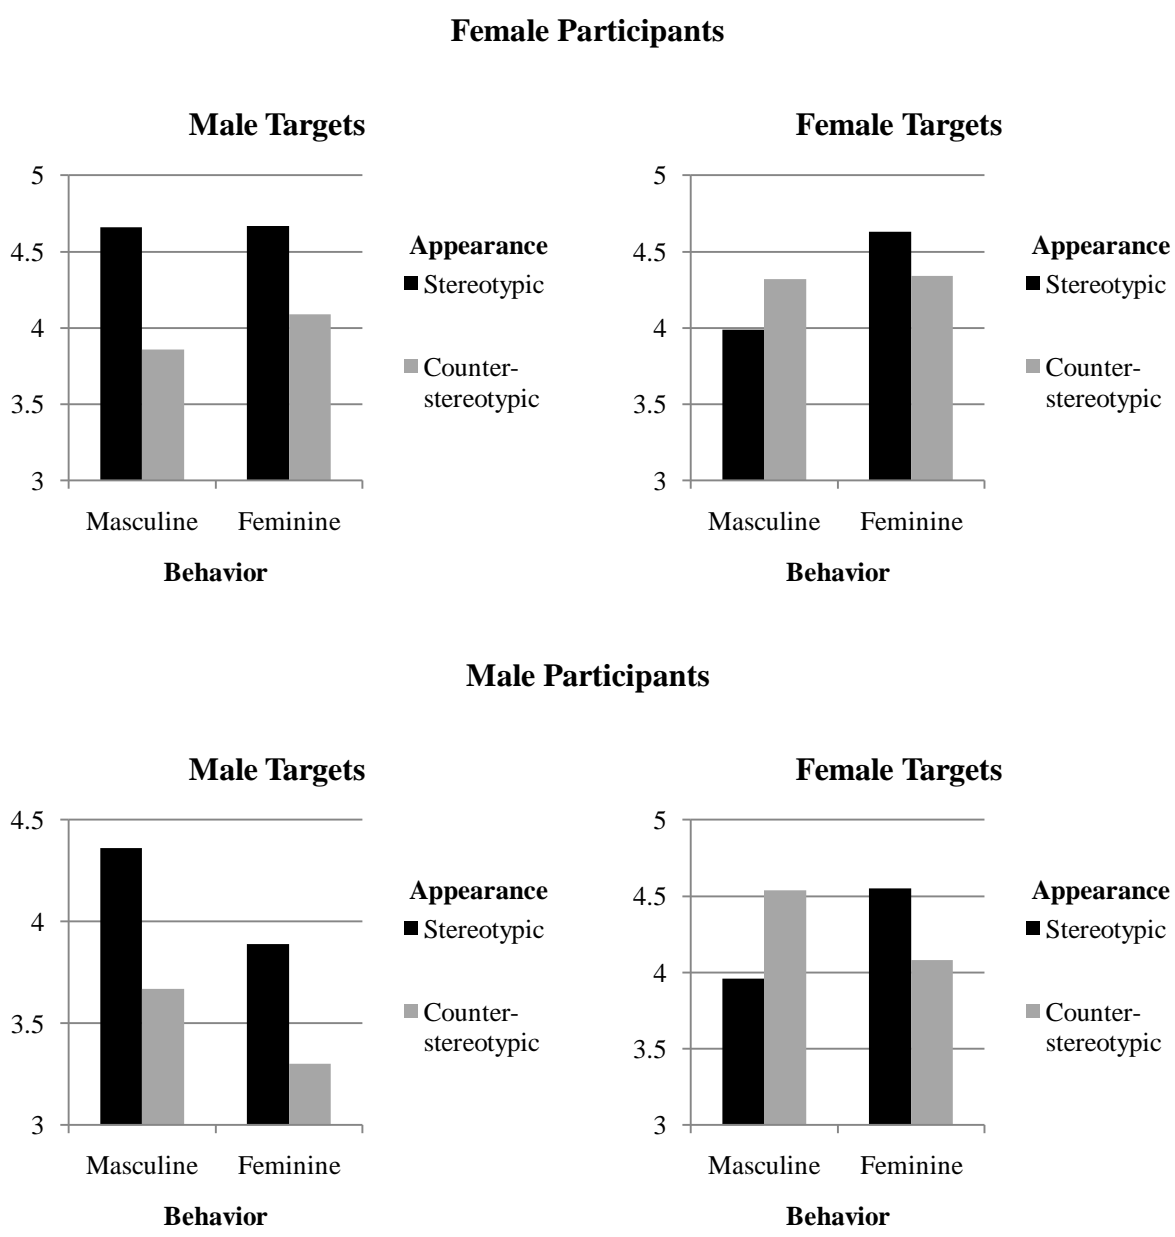 Female Participants
Male Targets
5
4.5
4
3.5
3
Masculine Feminine
Behavior
Appearance
Stereotypic
Counter-
stereotypic
Female Targets
5
4.5
4
3.5
3
Masculine Feminine
Behavior
Appearance
Stereotypic
Counter-
stereotypic
Male Participants
Male Targets
4.5
4
3.5
3
Masculine Feminine
Behavior
Appearance
Stereotypic
Counter-
stereotypic
Female Targets
5
4.5
4
3.5
3
Masculine Feminine
Behavior
Appearance
Stereotypic
Counter-
stereotypic